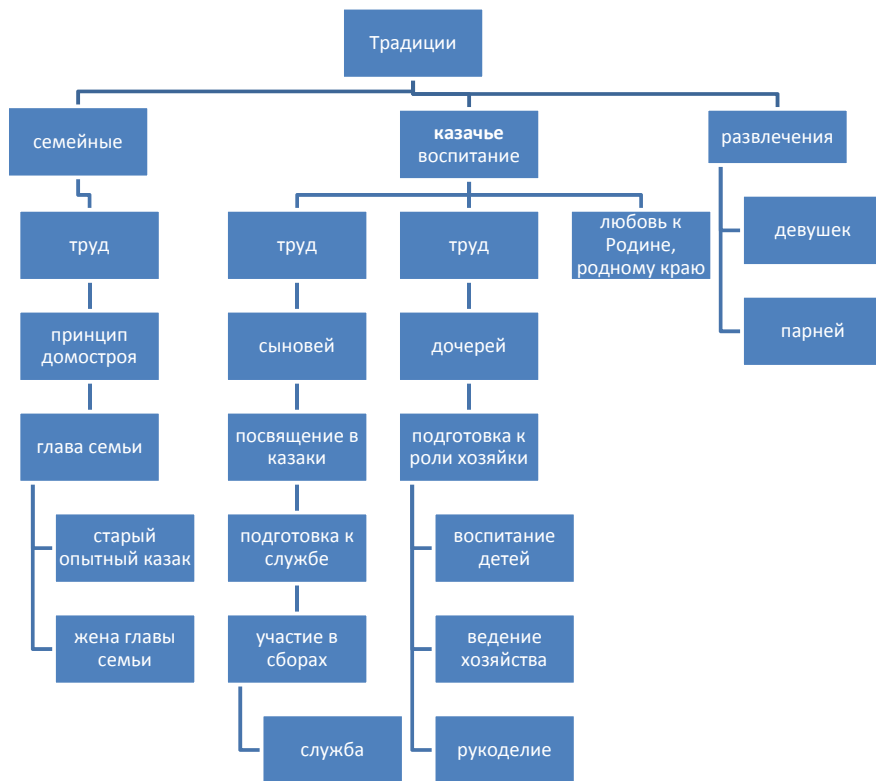 Традиции
семейные
казачье
воспитание
развлечения
труд
труд
труд
любовь к
Родине,
родному краю
девушек
принцип
домостроя
сыновей
дочерей
парней
глава семьи
посвящение в
казаки
подготовка к
роли хозяйки
старый
опытный казак
подготовка к
службе
воспитание
детей
жена главы
семьи
участие в
сборах
ведение
хозяйства
служба
рукоделие